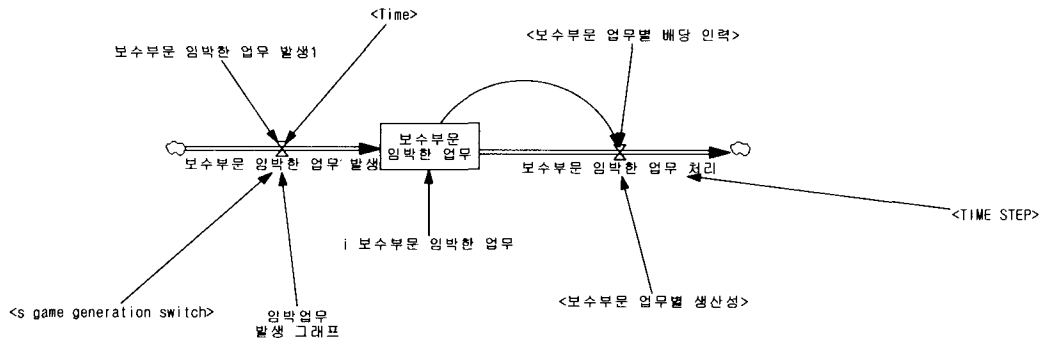 <Time>
보수부문 임박한 업무 발생1
<보수부문 업무별 배당 인력>
보수부문
임박한 업무
보수부문 임박한 업무 발생
보수부문 임박한 업무 처리
<TIME STEP>
i 보수부문 임박한 업무
<보수부문 업무별 생산성>
<s game generation switch>
임박업무
발생 그래프